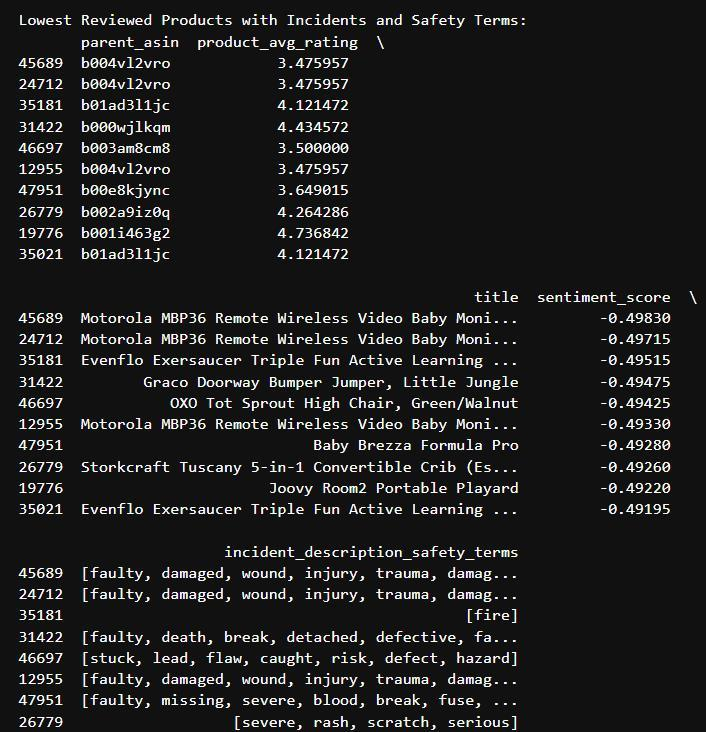 Lowest Reviewed Products with Incidents and Safety Terms:
parent_asin product_avg_rating \
45689 b004vl2vro 3.475957
24712 b004vl2vro 3.475957
35181 b01ad3l1jc 4.121472
31422 b000wjlkqm 4.434572
46697 b003am8cm8 3.500000
12955 b004vl2vro 3.475957
47951 b00e8kjync 3.649015
26779 b002a9iz0q 4.264286
19776 b001i463g2 4.736842
35021 b01ad3l1jc 4.121472
title sentiment_score \
45689 Motorola MBP36 Remote Wireless Video Baby Moni... -0.49830
24712 Motorola MBP36 Remote Wireless Video Baby Moni... -0.49715
35181 Evenflo Exersaucer Triple Fun Active Learning ... -0.49515
31422 Graco Doorway Bumper Jumper, Little Jungle -0.49475
46697 OXO Tot Sprout High Chair, Green/Walnut -0.49425
12955 Motorola MBP36 Remote Wireless Video Baby Moni... -0.49330
47951 Baby Brezza Formula Pro -0.49280
26779 Storkcraft Tuscany 5-in-1 Convertible Crib (Es... -0.49260
19776 Joovy Room2 Portable Playard -0.49220
35021 Evenflo Exersaucer Triple Fun Active Learning ... -0.49195
incident_description_safety_terms
45689 [faulty, damaged, wound, injury, trauma, damag...
24712 [faulty, damaged, wound, injury, trauma, damag...
35181 [fire]
31422 [faulty, death, break, detached, defective, fa...
46697 [stuck, lead, flaw, caught, risk, defect, hazard]
12955 [faulty, damaged, wound, injury, trauma, damag...
47951 [faulty, missing, severe, blood, break, fuse, ...
26779 [severe, rash, scratch, serious]